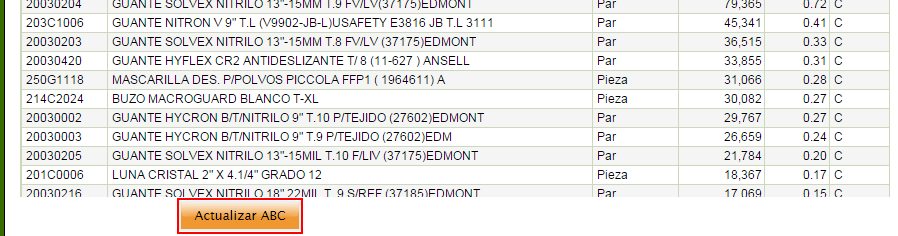 20030204 GUANTE SOLVEX NITRILO 13"-15MM T.9 FV/LV(37175)EDMONT Par 79,365 0.72 C
203C1006 GUANTE NITRON V 9" T.L (V9902-JB-L)USAFETY E3816 JB T.L 3111 Par 45,341 0.41 C
20030203 GUANTE SOLVEX NITRILO 13"-15MM T.8 FV/LV (37175)EDMONT Par 36,515 0.33 C
20030420 GUANTE HYFLEX CR2 ANTIDESLIZANTE T/ 8 (11-627 ) ANSELL Par 33,855 0.31 C
250G1118 MASCARILLA DES. P/POLVOS PICCOLA FFP1 ( 1964611) A Pieza 31,066 0.28 C
214C2024 BUZO MACROGUARD BLANCO T-XL Pieza 30,082 0.27 C
20030002 GUANTE HYCRON B/T/NITRILO 9" T.10 P/TEJIDO (27602)EDMONT Par 29,767 0.27 C
20030003 GUANTE HYCRON B/T/NITRILO 9" T.9 P/TEJIDO (27602)EDM Par 26,659 0.24 C
20030205 GUANTE SOLVEX NITRILO 13"-15MIL T.10 F/LIV (37175)EDMONT Par 21,784 0.20 C
201C0006 LUNA CRISTAL 2" X 4.1/4" GRADO 12 Pieza 18,367 0.17 C
20030216 GUANTE SOLVEX NITRILO 18" 22MIL T. 9 S/REF (37185)EDMONT Par 17,069 0.15 C
Actualizar ABC